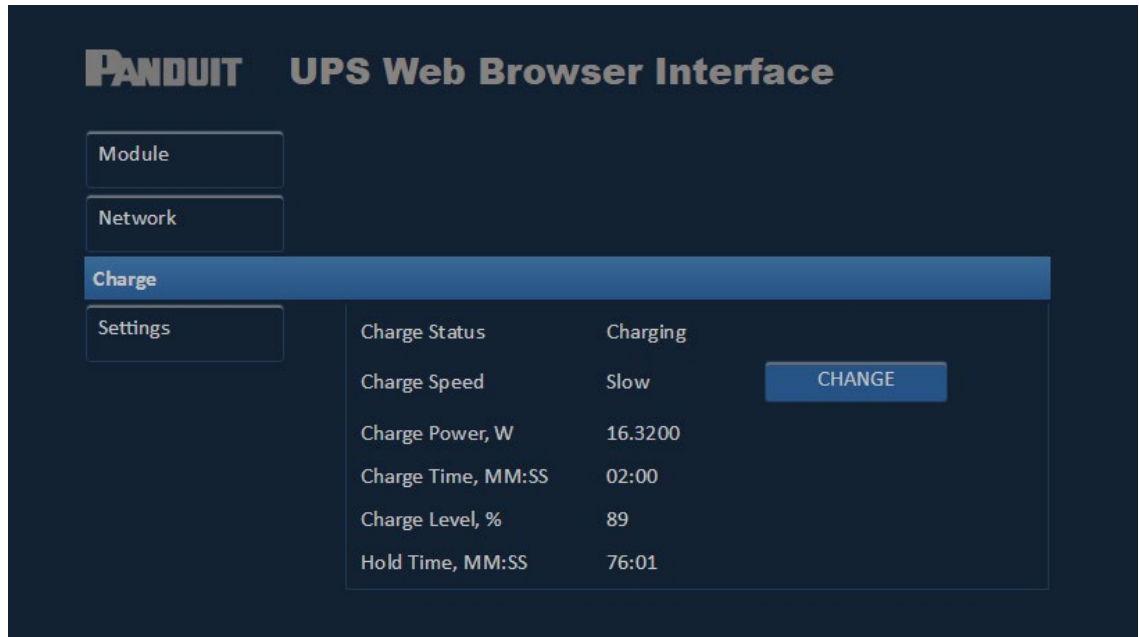 PANDUIT UPS Web Browser Interface
Module
Network
Charge
Settings
Charge Status Charging
Charge Speed Slow CHANGE
Charge Power, W 16.3200
Charge Time, MM:SS 02:00
Charge Level, % 89
Hold Time, MM:SS 76:01